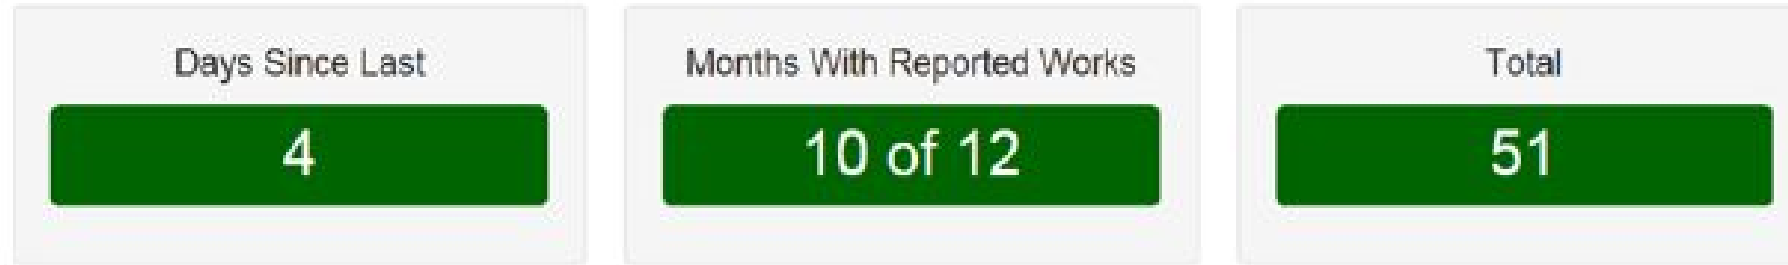 Days Since Last
4
Months With Reported Works
10 of 12
Total
51